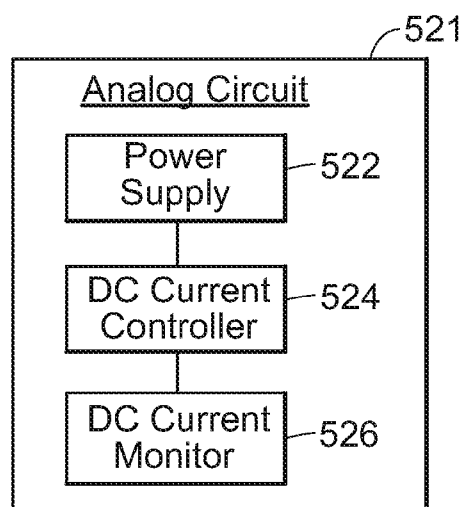 521
Analog Circuit
Power
Supply
522
DC Current
Controller
524
DC Current
Monitor
526